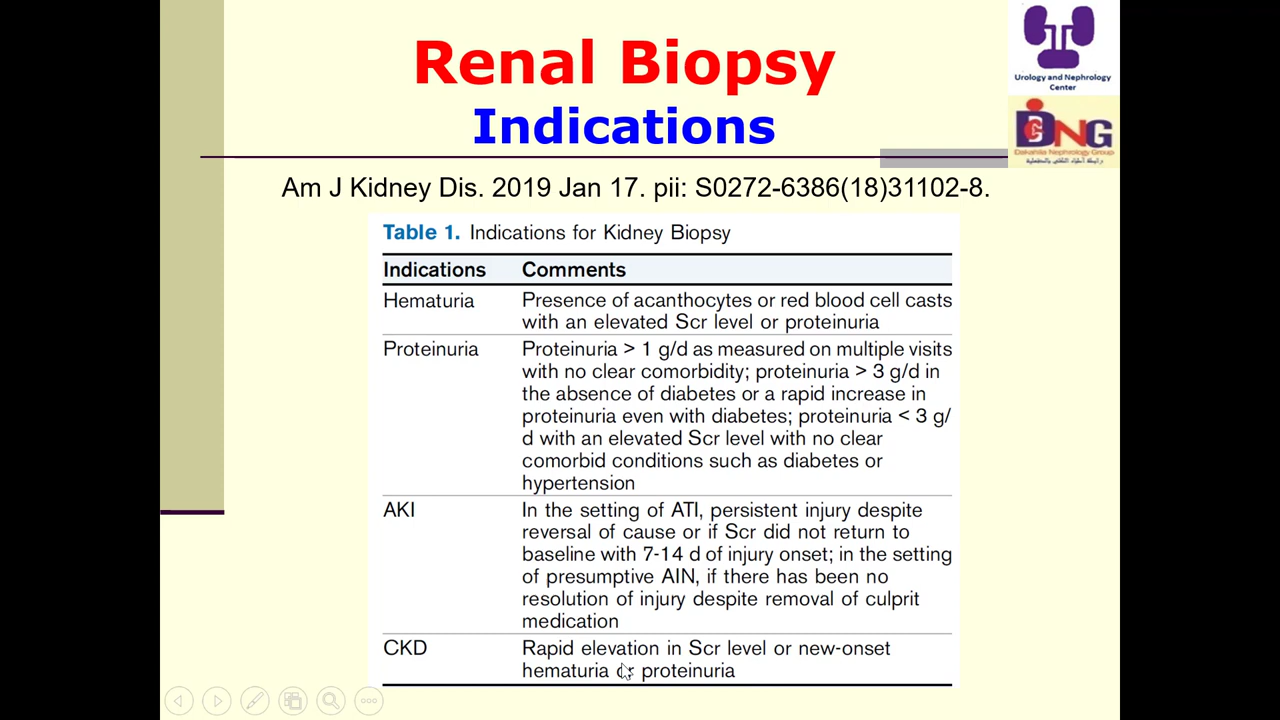 Renal Biopsy
Indications
Urology and Nephrology
Center
DNG
Dakahlia Nephrology Group
Am J Kidney Dis. 2019 Jan 17. pii: S0272-6386(18)31102-8.
Table 1. Indications for Kidney Biopsy
Indications Comments
Hematuria Presence of acanthocytes or red blood cell casts
with an elevated Scr level or proteinuria
Proteinuria Proteinuria > 1 g/d as measured on multiple visits
with no clear comorbidity; proteinuria > 3 g/d in
the absence of diabetes or a rapid increase in
proteinuria even with diabetes; proteinuria < 3 g/
d with an elevated Scr level with no clear
comorbid conditions such as diabetes or
hypertension
AKI In the setting of ATI, persistent injury despite
reversal of cause or if Scr did not return to
baseline with 7-14 d of injury onset; in the setting
of presumptive AIN, if there has been no
resolution of injury despite removal of culprit
medication
CKD Rapid elevation in Scr level or new-onset
hematuria or proteinuria